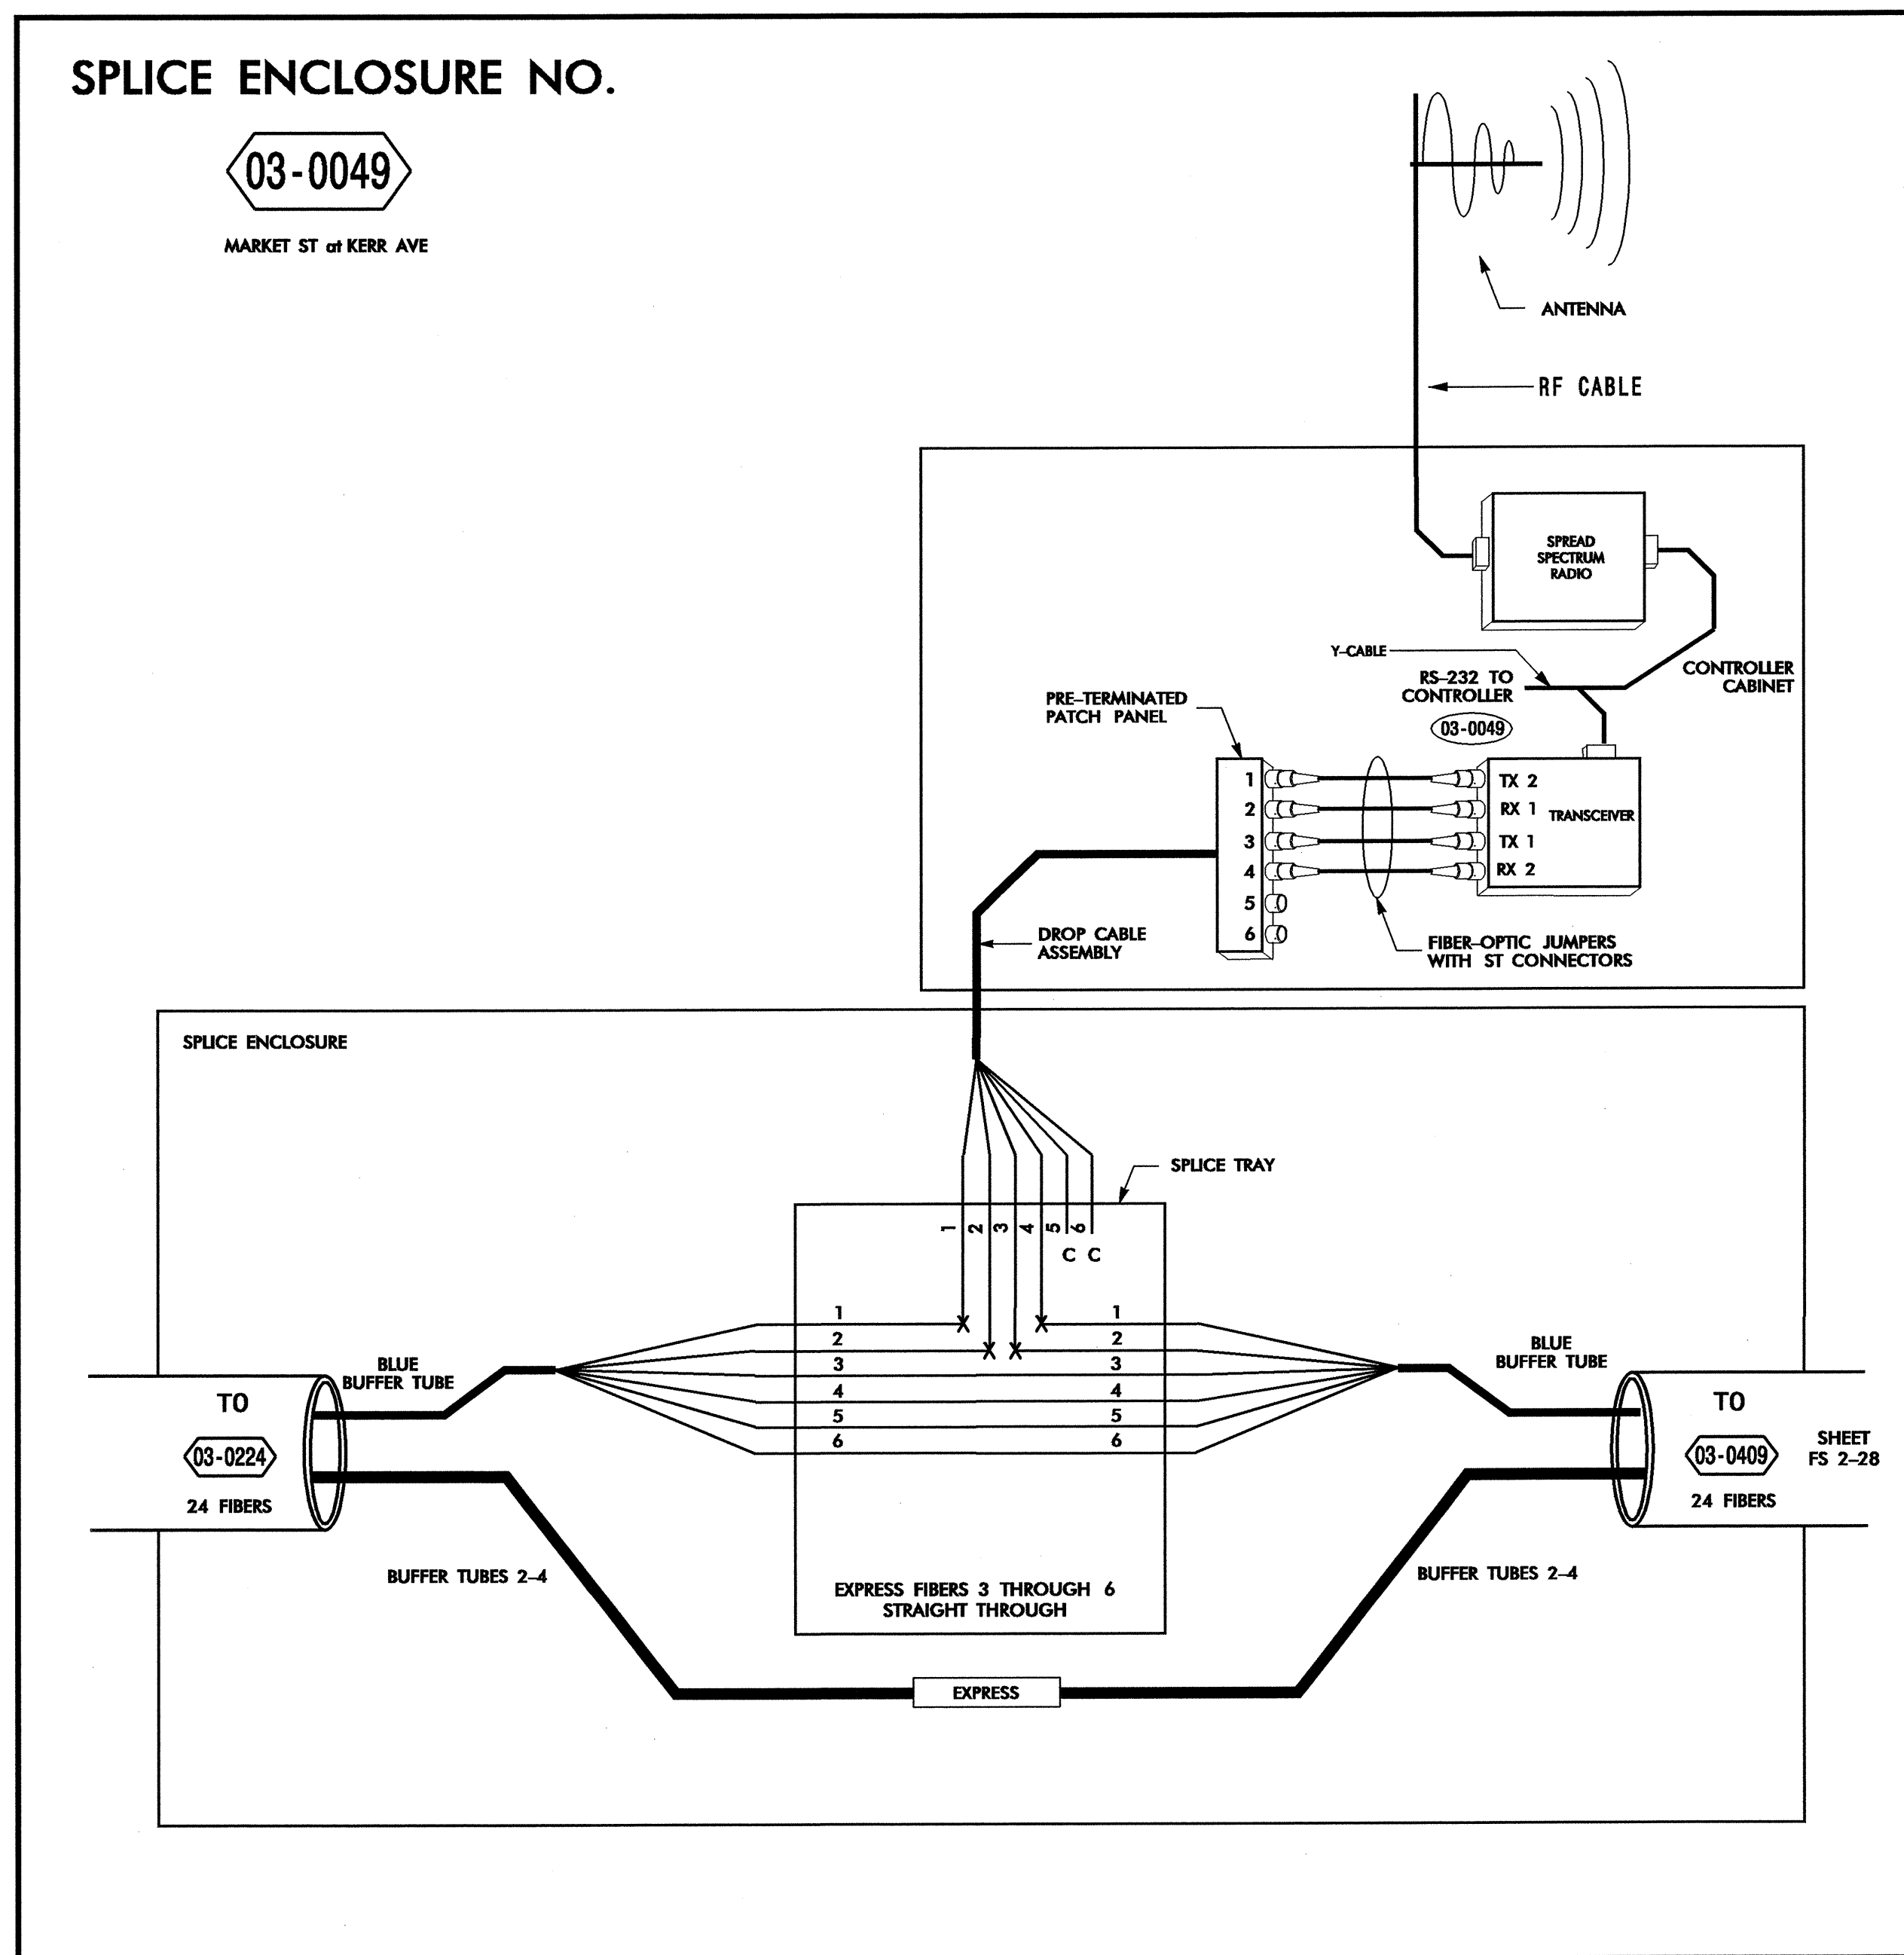 SPLICE ENCLOSURE NO.
03-0049
MARKET ST at KERR AVE
ANTENNA
RF CABLE
SPREAD
SPECTRUM
RADIO
Y-CABLE
RS-232 TO
CONTROLLER
03-0049
CONTROLLER
CABINET
PRE-TERMINATED
PATCH PANEL
1
2
3
4
5
6
TX 2
RX 1
TX 1
RX 2
TRANSCEIVER
DROP CABLE
ASSEMBLY
FIBER-OPTIC JUMPERS
WITH ST CONNECTORS
SPLICE ENCLOSURE
SPLICE TRAY
1 2 3 4 5 6
C C
1 1
2 2
3 3
4 4
5 5
6 6
BLUE
BUFFER TUBE
TO
03-0224
24 FIBERS
BLUE
BUFFER TUBE
TO
03-0409
24 FIBERS
SHEET
FS 2-28
BUFFER TUBES 2-4
BUFFER TUBES 2-4
EXPRESS FIBERS 3 THROUGH 6
STRAIGHT THROUGH
EXPRESS